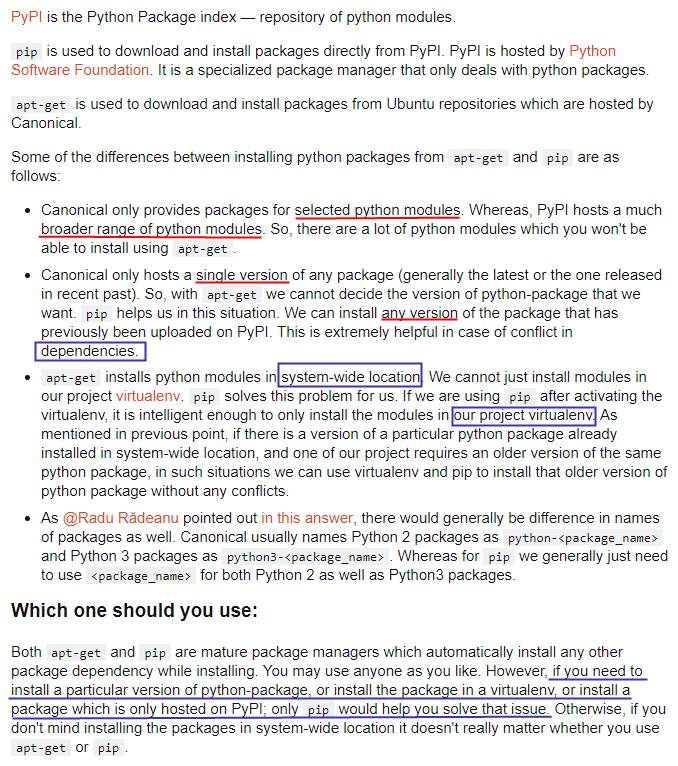 PyPI is the Python Package index — repository of python modules.
pip is used to download and install packages directly from PyPI. PyPI is hosted by Python
Software Foundation. It is a specialized package manager that only deals with python packages.
apt-get is used to download and install packages from Ubuntu repositories which are hosted by
Canonical.
Some of the differences between installing python packages from apt-get and pip are as
follows:
• Canonical only provides packages for selected python modules. Whereas, PyPI hosts a much
broader range of python modules. So, there are a lot of python modules which you won't be
able to install using apt-get.
• Canonical only hosts a single version of any package (generally the latest or the one released
in recent past). So, with apt-get we cannot decide the version of python-package that we
want. pip helps us in this situation. We can install any version of the package that has
previously been uploaded on PyPI. This is extremely helpful in case of conflict in
dependencies.
• apt-get installs python modules in system-wide location. We cannot just install modules in
our project virtualenv. pip solves this problem for us. If we are using pip after activating the
virtualenv, it is intelligent enough to only install the modules in our project virtualenv. As
mentioned in previous point, if there is a version of a particular python package already
installed in system-wide location, and one of our project requires an older version of the same
python package, in such situations we can use virtualenv and pip to install that older version of
python package without any conflicts.
• As @Radu Rădeanu pointed out in this answer, there would generally be difference in names
of packages as well. Canonical usually names Python 2 packages as python-<package_name>
and Python 3 packages as python3-<package_name>. Whereas for pip we generally just need
to use <package_name> for both Python 2 as well as Python3 packages.
Which one should you use:
Both apt-get and pip are mature package managers which automatically install any other
package dependency while installing. You may use anyone as you like. However, if you need to
install a particular version of python-package, or install the package in a virtualenv, or install a
package which is only hosted on PyPI; only pip would help you solve that issue. Otherwise, if you
don't mind installing the packages in system-wide location it doesn't really matter whether you use
apt-get or pip.